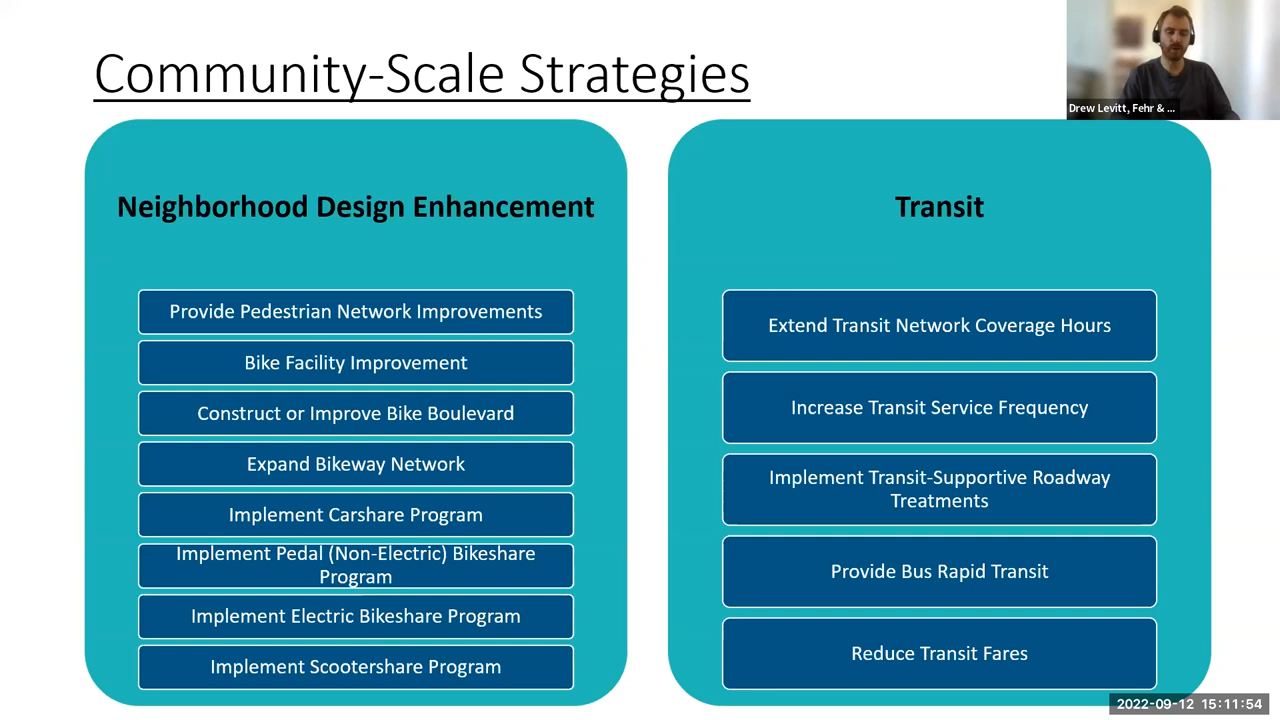 Community-Scale Strategies
Drew Levitt, Fehr & ...
Neighborhood Design Enhancement
Provide Pedestrian Network Improvements
Bike Facility Improvement
Construct or Improve Bike Boulevard
Expand Bikeway Network
Implement Carshare Program
Implement Pedal (Non-Electric) Bikeshare
Program
Implement Electric Bikeshare Program
Implement Scootershare Program
Transit
Extend Transit Network Coverage Hours
Increase Transit Service Frequency
Implement Transit-Supportive Roadway
Treatments
Provide Bus Rapid Transit
Reduce Transit Fares
2022-09-12 15:11:54